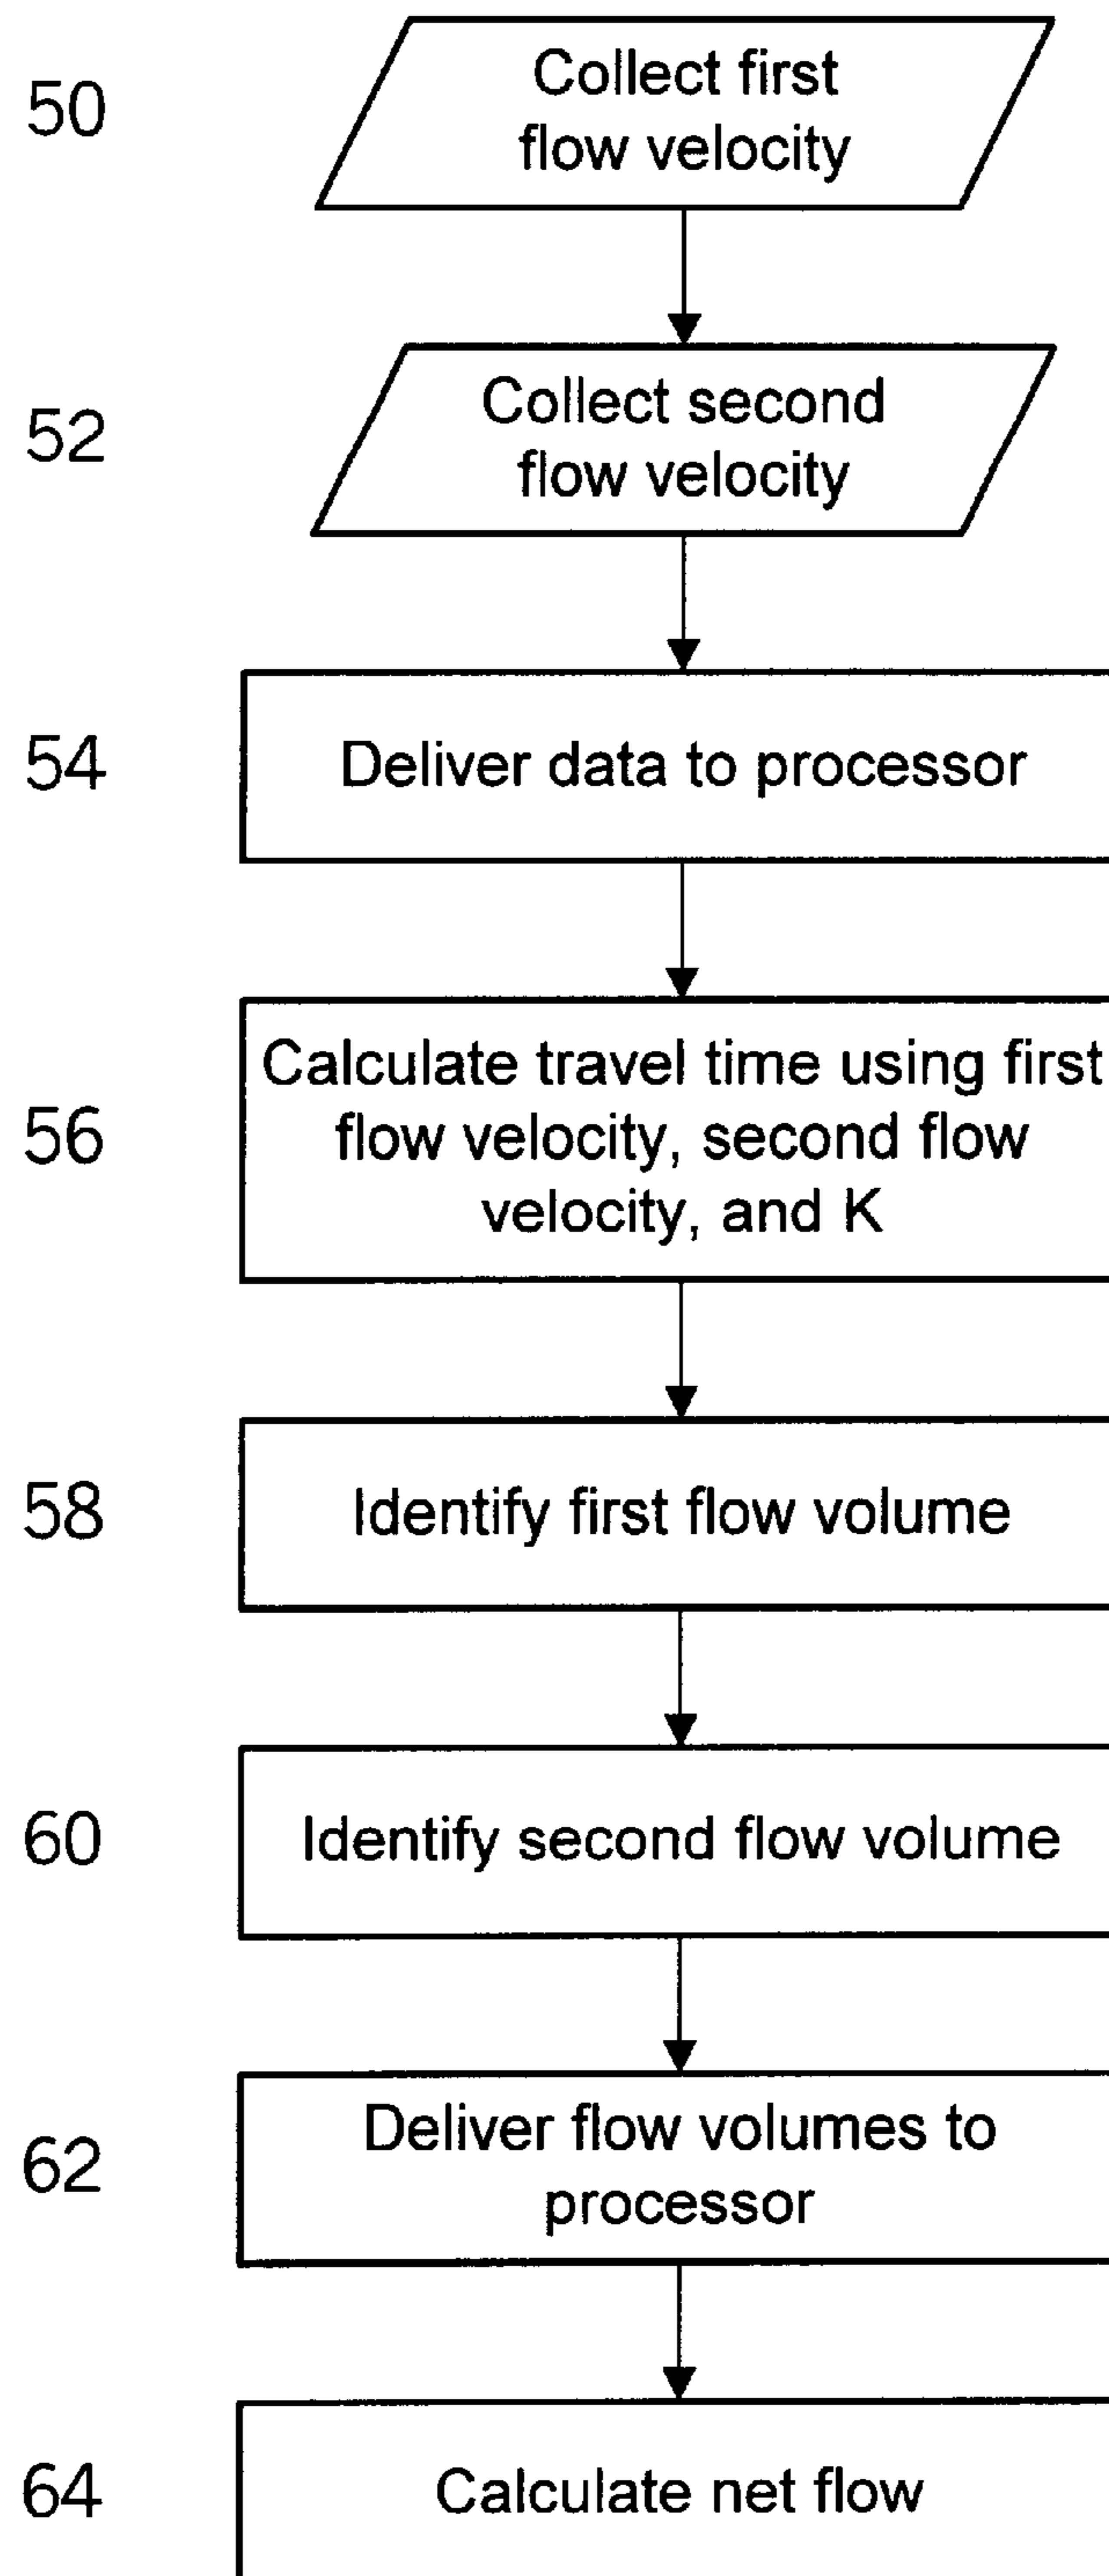 50
Collect first
flow velocity
52
Collect second
flow velocity
54
Deliver data to processor
56
Calculate travel time using first
flow velocity, second flow
velocity, and K
58
Identify first flow volume
60
Identify second flow volume
62
Deliver flow volumes to
processor
64
Calculate net flow